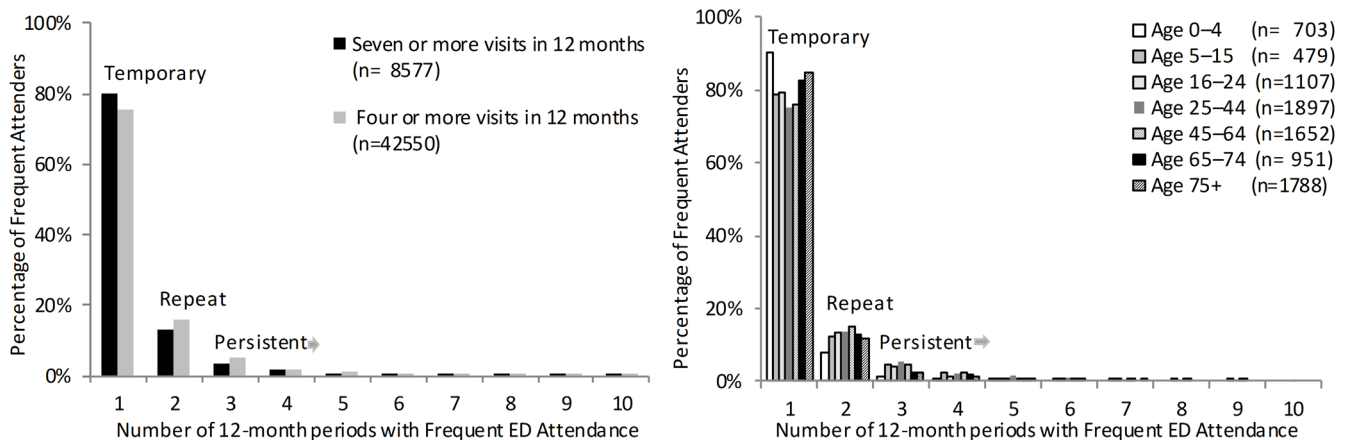 100%
80%
60%
40%
20%
0%
Percentage of Frequent Attenders
Temporary
Repeat
Persistent
Seven or more visits in 12 months
(n= 8577)
Four or more visits in 12 months
(n=42550)
1 2 3 4 5 6 7 8 9 10
Number of 12-month periods with Frequent ED Attendance
100%
80%
60%
40%
20%
0%
Percentage of Frequent Attenders
Temporary
Repeat
Persistent
Age 0–4 (n= 703)
Age 5–15 (n= 479)
Age 16–24 (n=1107)
Age 25–44 (n=1897)
Age 45–64 (n=1652)
Age 65–74 (n= 951)
Age 75+ (n=1788)
1 2 3 4 5 6 7 8 9 10
Number of 12-month periods with Frequent ED Attendance